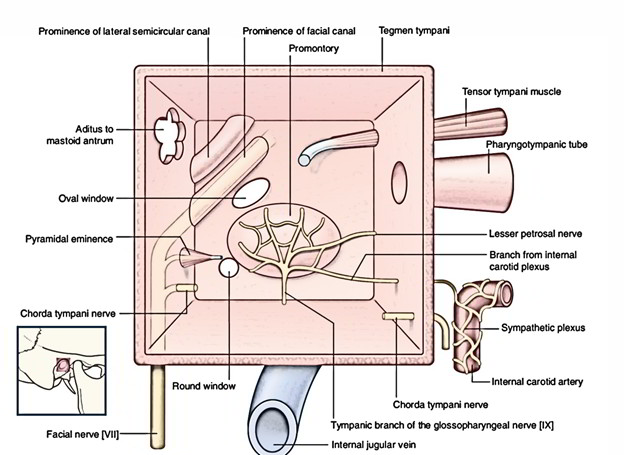 Prominence of lateral semicircular canal
Prominence of facial canal
Tegmen tympani
Promontory
Tensor tympani muscle
Aditus to
mastoid antrum
Pharyngotympanic tube
Oval window
Lesser petrosal nerve
Pyramidal eminence
Branch from internal
carotid plexus
Chorda tympani nerve
Sympathetic plexus
Round window
Internal carotid artery
Chorda tympani nerve
Tympanic branch of the glossopharyngeal nerve [IX]
Facial nerve [VII]
Internal jugular vein